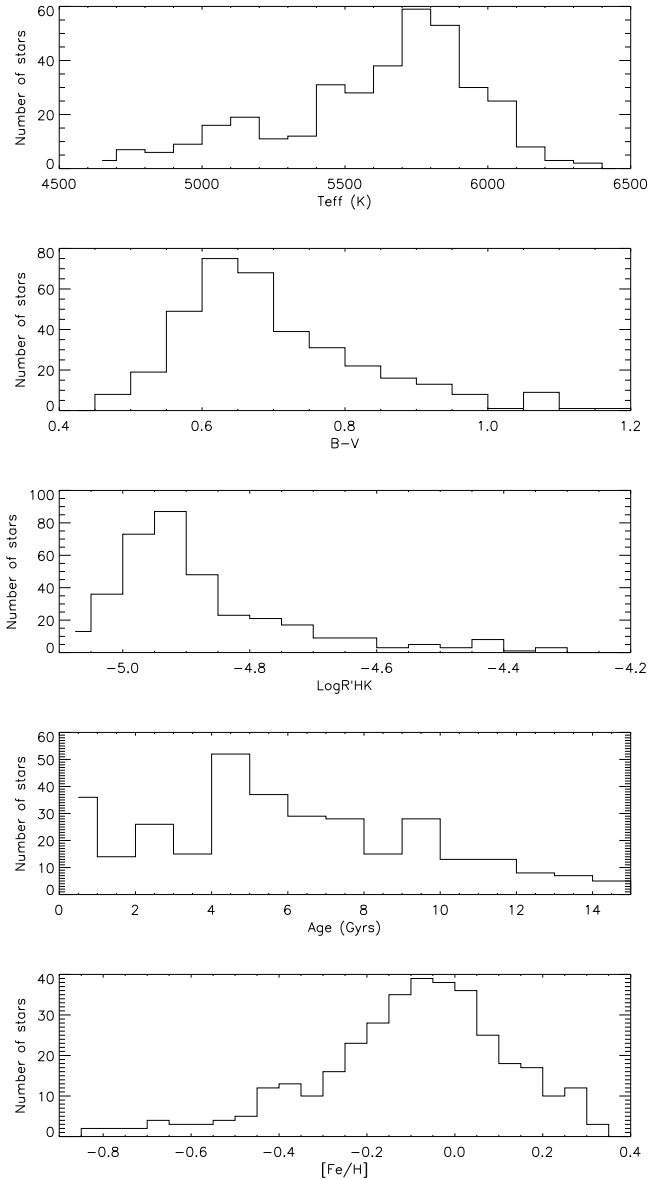 60
40
20
0
Number of stars
4500 5000 5500 6000 6500
Teff (K)
80
60
40
20
0
Number of stars
0.4 0.6 0.8 1.0 1.2
B−V
100
80
60
40
20
0
Number of stars
−5.0 −4.8 −4.6 −4.4 −4.2
LogR'HK
60
50
40
30
20
10
0
Number of stars
0 2 4 6 8 10 12 14
Age (Gyrs)
40
30
20
10
0
Number of stars
−0.8 −0.6 −0.4 −0.2 0.0 0.2 0.4
[Fe/H]